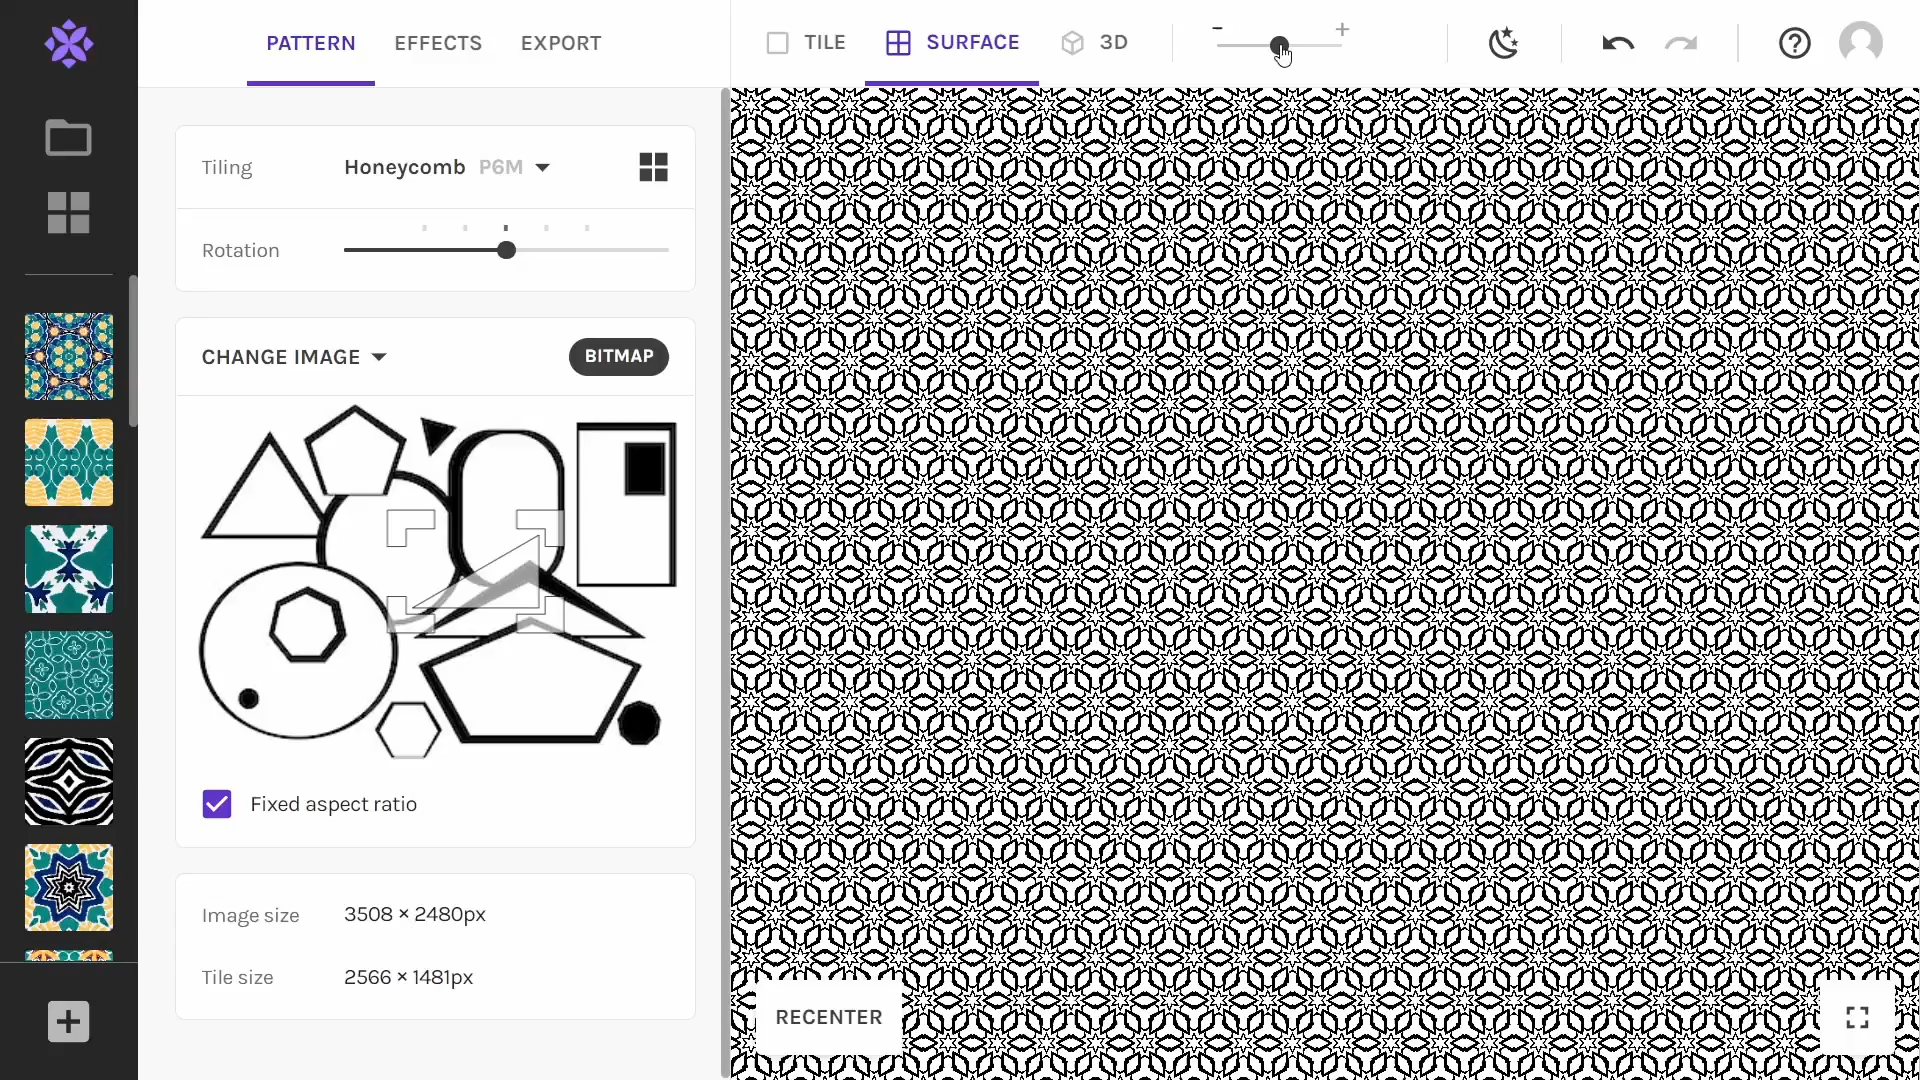 PATTERN EFFECTS EXPORT
TILE SURFACE 3D - +
Tiling Honeycomb P6M
Rotation
CHANGE IMAGE BITMAP
Fixed aspect ratio
Image size 3508 × 2480px
Tile size 2566 × 1481px
RECENTER